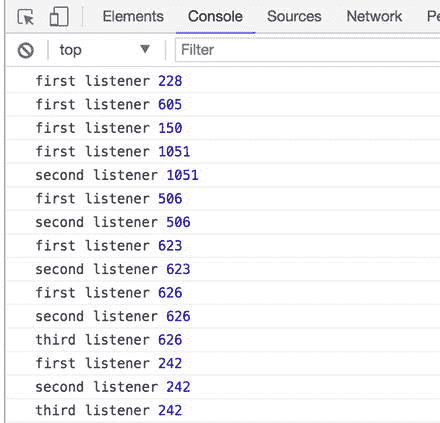 Elements Console Sources Network Perform
top ▼ Filter
first listener 228
first listener 605
first listener 150
first listener 1051
second listener 1051
first listener 506
second listener 506
first listener 623
second listener 623
first listener 626
second listener 626
third listener 626
first listener 242
second listener 242
third listener 242